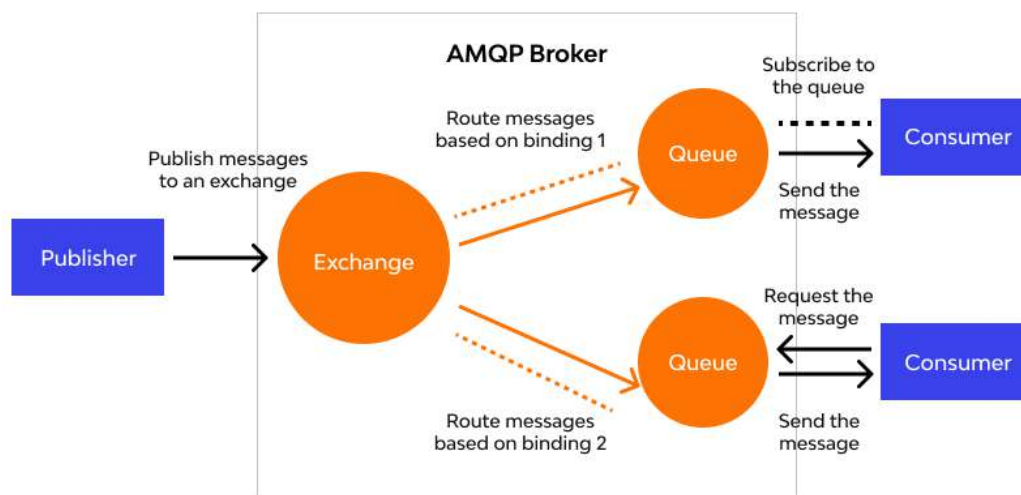 AMQP Broker
Subscribe to
the queue
Route messages
based on binding 1
Queue
Consumer
Publish messages
to an exchange
Send the
message
Publisher
Exchange
Request the
message
Queue
Consumer
Route messages
based on binding 2
Send the
message